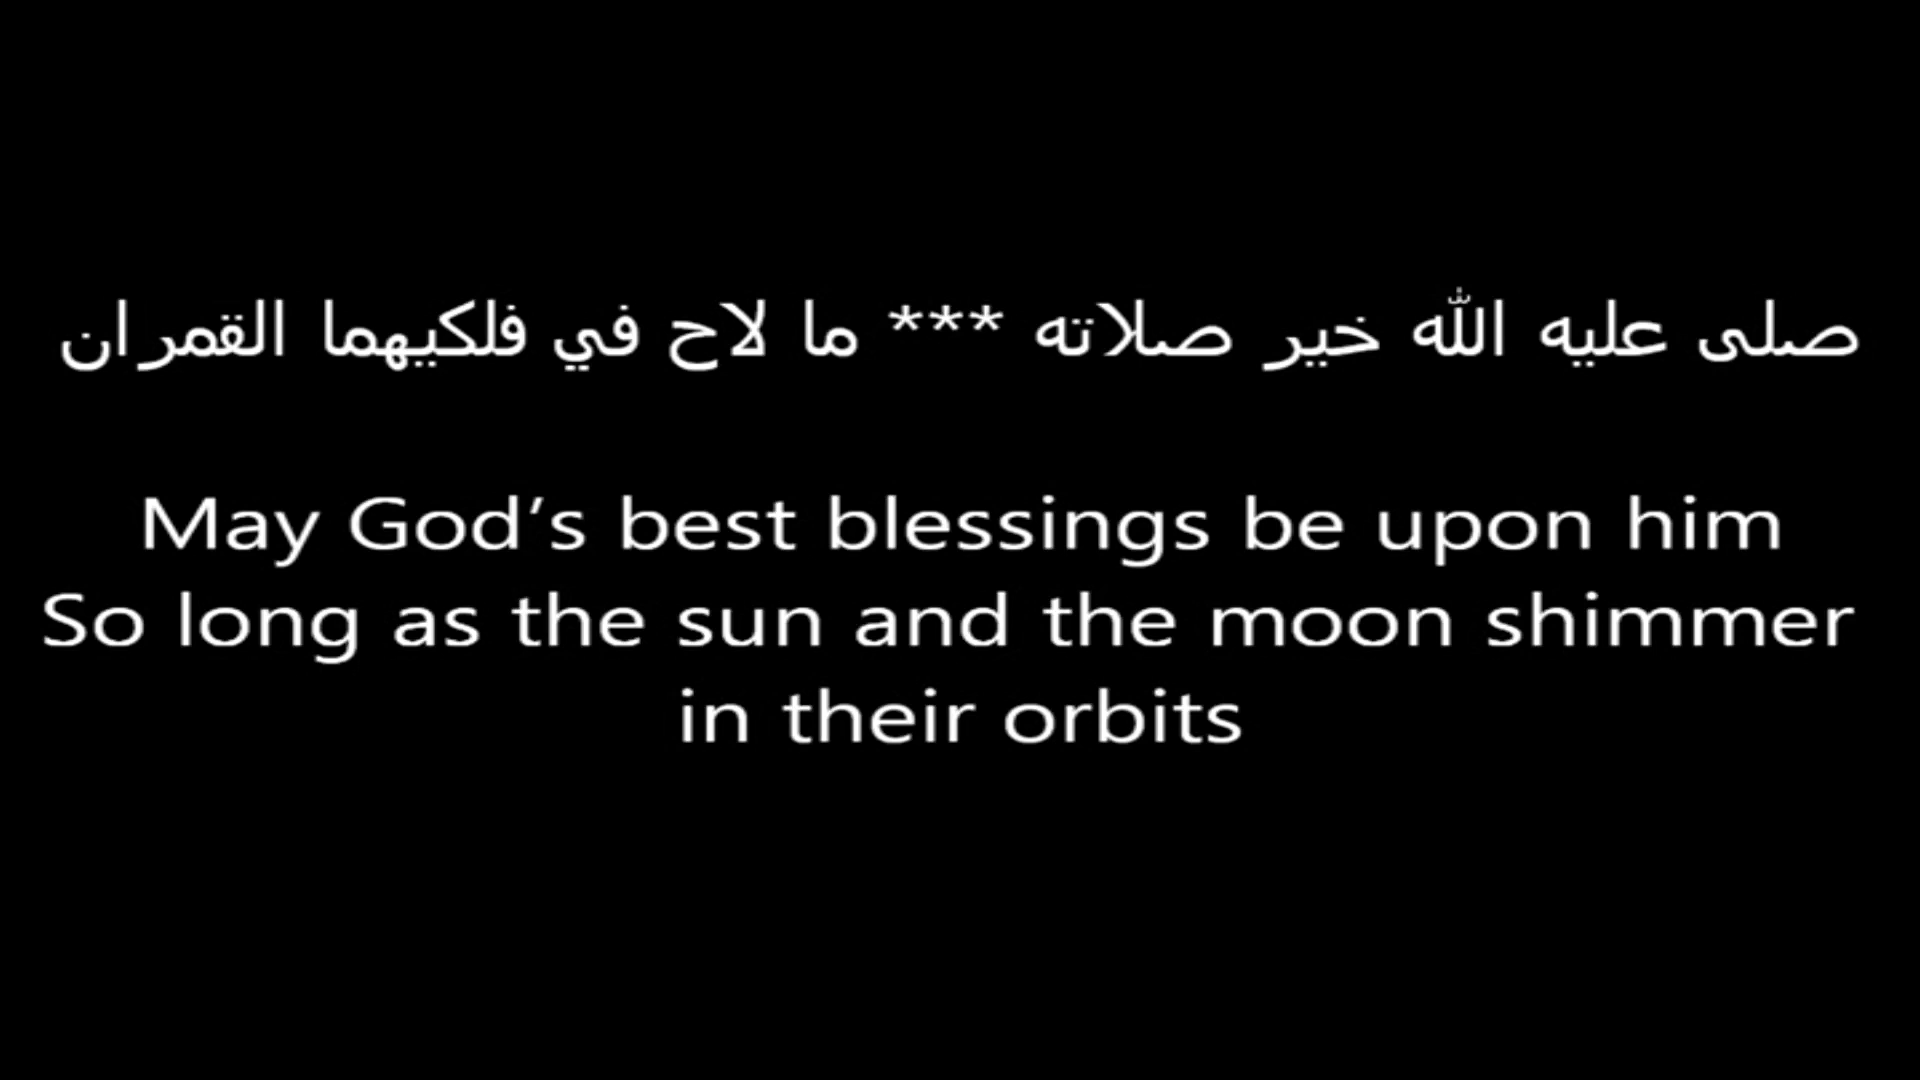 صلى عليه الله خير صلاته *** ما لاح في فلكيهما القمران
May God’s best blessings be upon him
So long as the sun and the moon shimmer
in their orbits